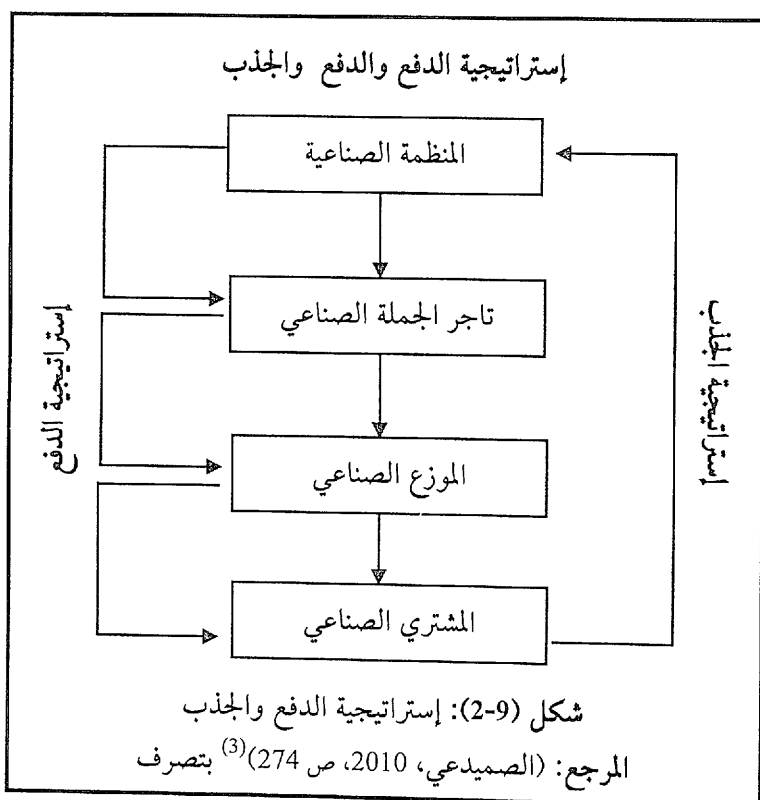 إستراتيجية الدفع والدفع والجذب
المنظمة الصناعية
تاجر الجملة الصناعي
الموزع الصناعي
المشتري الصناعي
إستراتيجية الجذب
إستراتيجية الدفع
شكل (9-2): إستراتيجية الدفع والجذب
المرجع: (الصميدعي، 2010، ص 274)(3) بتصرف